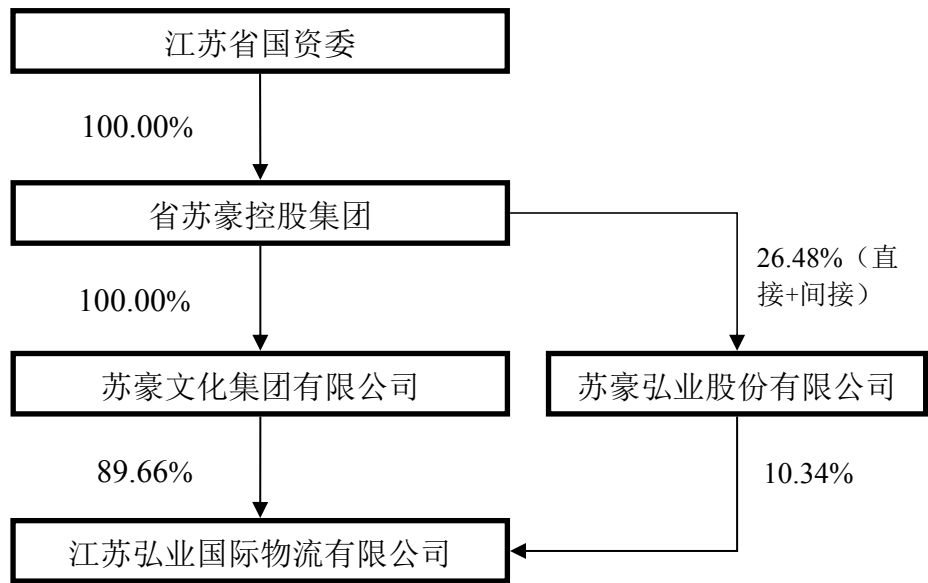 江苏省国资委
100.00%
省苏豪控股集团
26.48%（直
接+间接）
100.00%
苏豪文化集团有限公司
苏豪弘业股份有限公司
89.66%
10.34%
江苏弘业国际物流有限公司